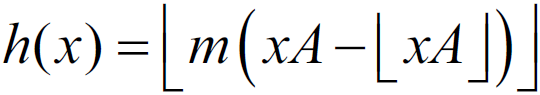 h(x) = ⌊ m(xA − ⌊ xA ⌋) ⌋